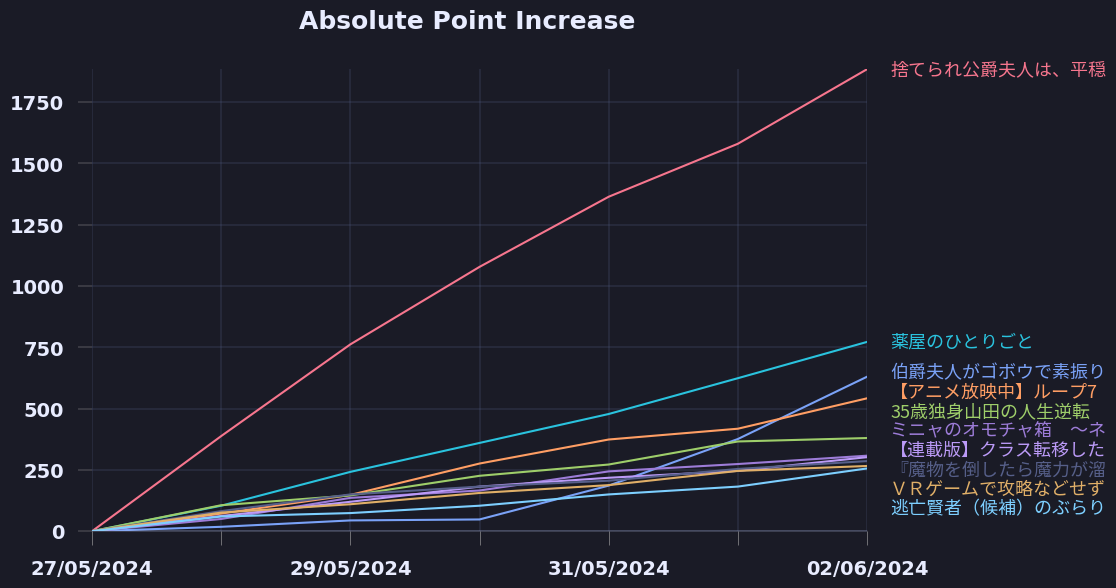 Absolute Point Increase
1750
1500
1250
1000
750
500
250
0
27/05/2024
29/05/2024
31/05/2024
02/06/2024
捨てられ公爵夫人は、平穏
薬屋のひとりごと
伯爵夫人がゴボウで素振り
【アニメ放映中】ループ7
35歳独身山田の人生逆転
ミニャのオモチャ箱　～ネ
【連載版】クラス転移した
『魔物を倒したら魔力が溜
ＶＲゲームで攻略などせず
逃亡賢者（候補）のぶらり